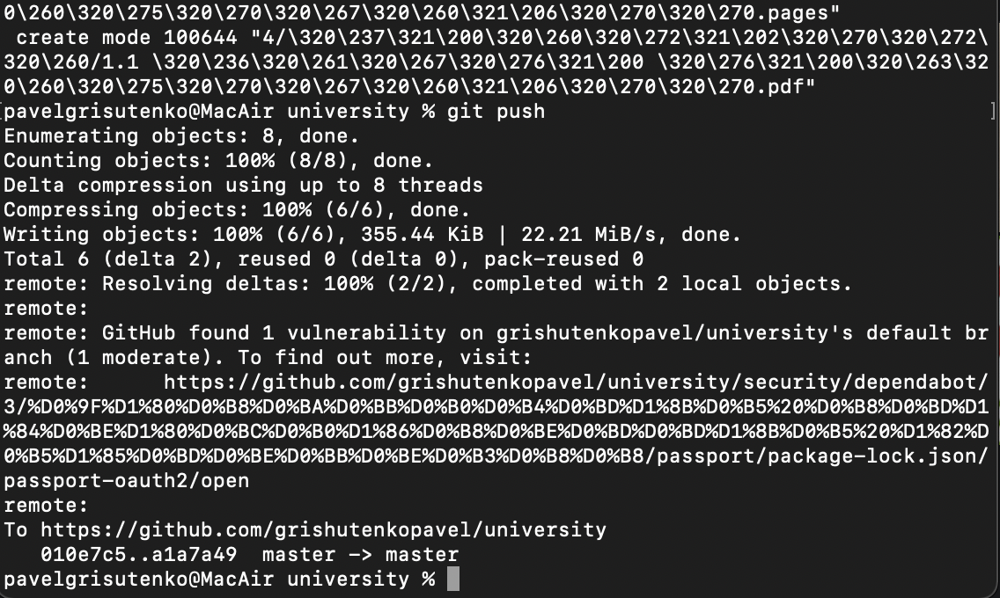 0\260\320\275\320\270\320\267\320\260\321\206\320\270\320\270.pages"
 create mode 100644 "4/\320\237\321\200\320\260\320\272\321\202\320\270\320\272\
320\260/1.1 \320\236\320\261\320\267\320\276\321\200 \320\276\321\200\320\263\32
0\260\320\275\320\270\320\267\320\260\321\206\320\270\320\270.pdf"
[pavelgrisutenko@MacAir university % git push ]
Enumerating objects: 8, done.
Counting objects: 100% (8/8), done.
Delta compression using up to 8 threads
Compressing objects: 100% (6/6), done.
Writing objects: 100% (6/6), 355.44 KiB | 22.21 MiB/s, done.
Total 6 (delta 2), reused 0 (delta 0), pack-reused 0
remote: Resolving deltas: 100% (2/2), completed with 2 local objects.
remote:
remote: GitHub found 1 vulnerability on grishutenkopavel/university's default br
anch (1 moderate). To find out more, visit:
remote:      https://github.com/grishutenkopavel/university/security/dependabot/
3/%D0%9F%D1%80%D0%B8%D0%BA%D0%BB%D0%B0%D0%B4%D0%BD%D1%8B%D0%B5%20%D0%B8%D0%BD%D1
%84%D0%BE%D1%80%D0%BC%D0%B0%D1%86%D0%B8%D0%BE%D0%BD%D0%BD%D1%8B%D0%B5%20%D1%82%D
0%B5%D1%85%D0%BD%D0%BE%D0%BB%D0%BE%D0%B3%D0%B8%D0%B8/passport/package-lock.json/
passport-oauth2/open
remote:
To https://github.com/grishutenkopavel/university
   010e7c5..a1a7a49  master -> master
pavelgrisutenko@MacAir university %